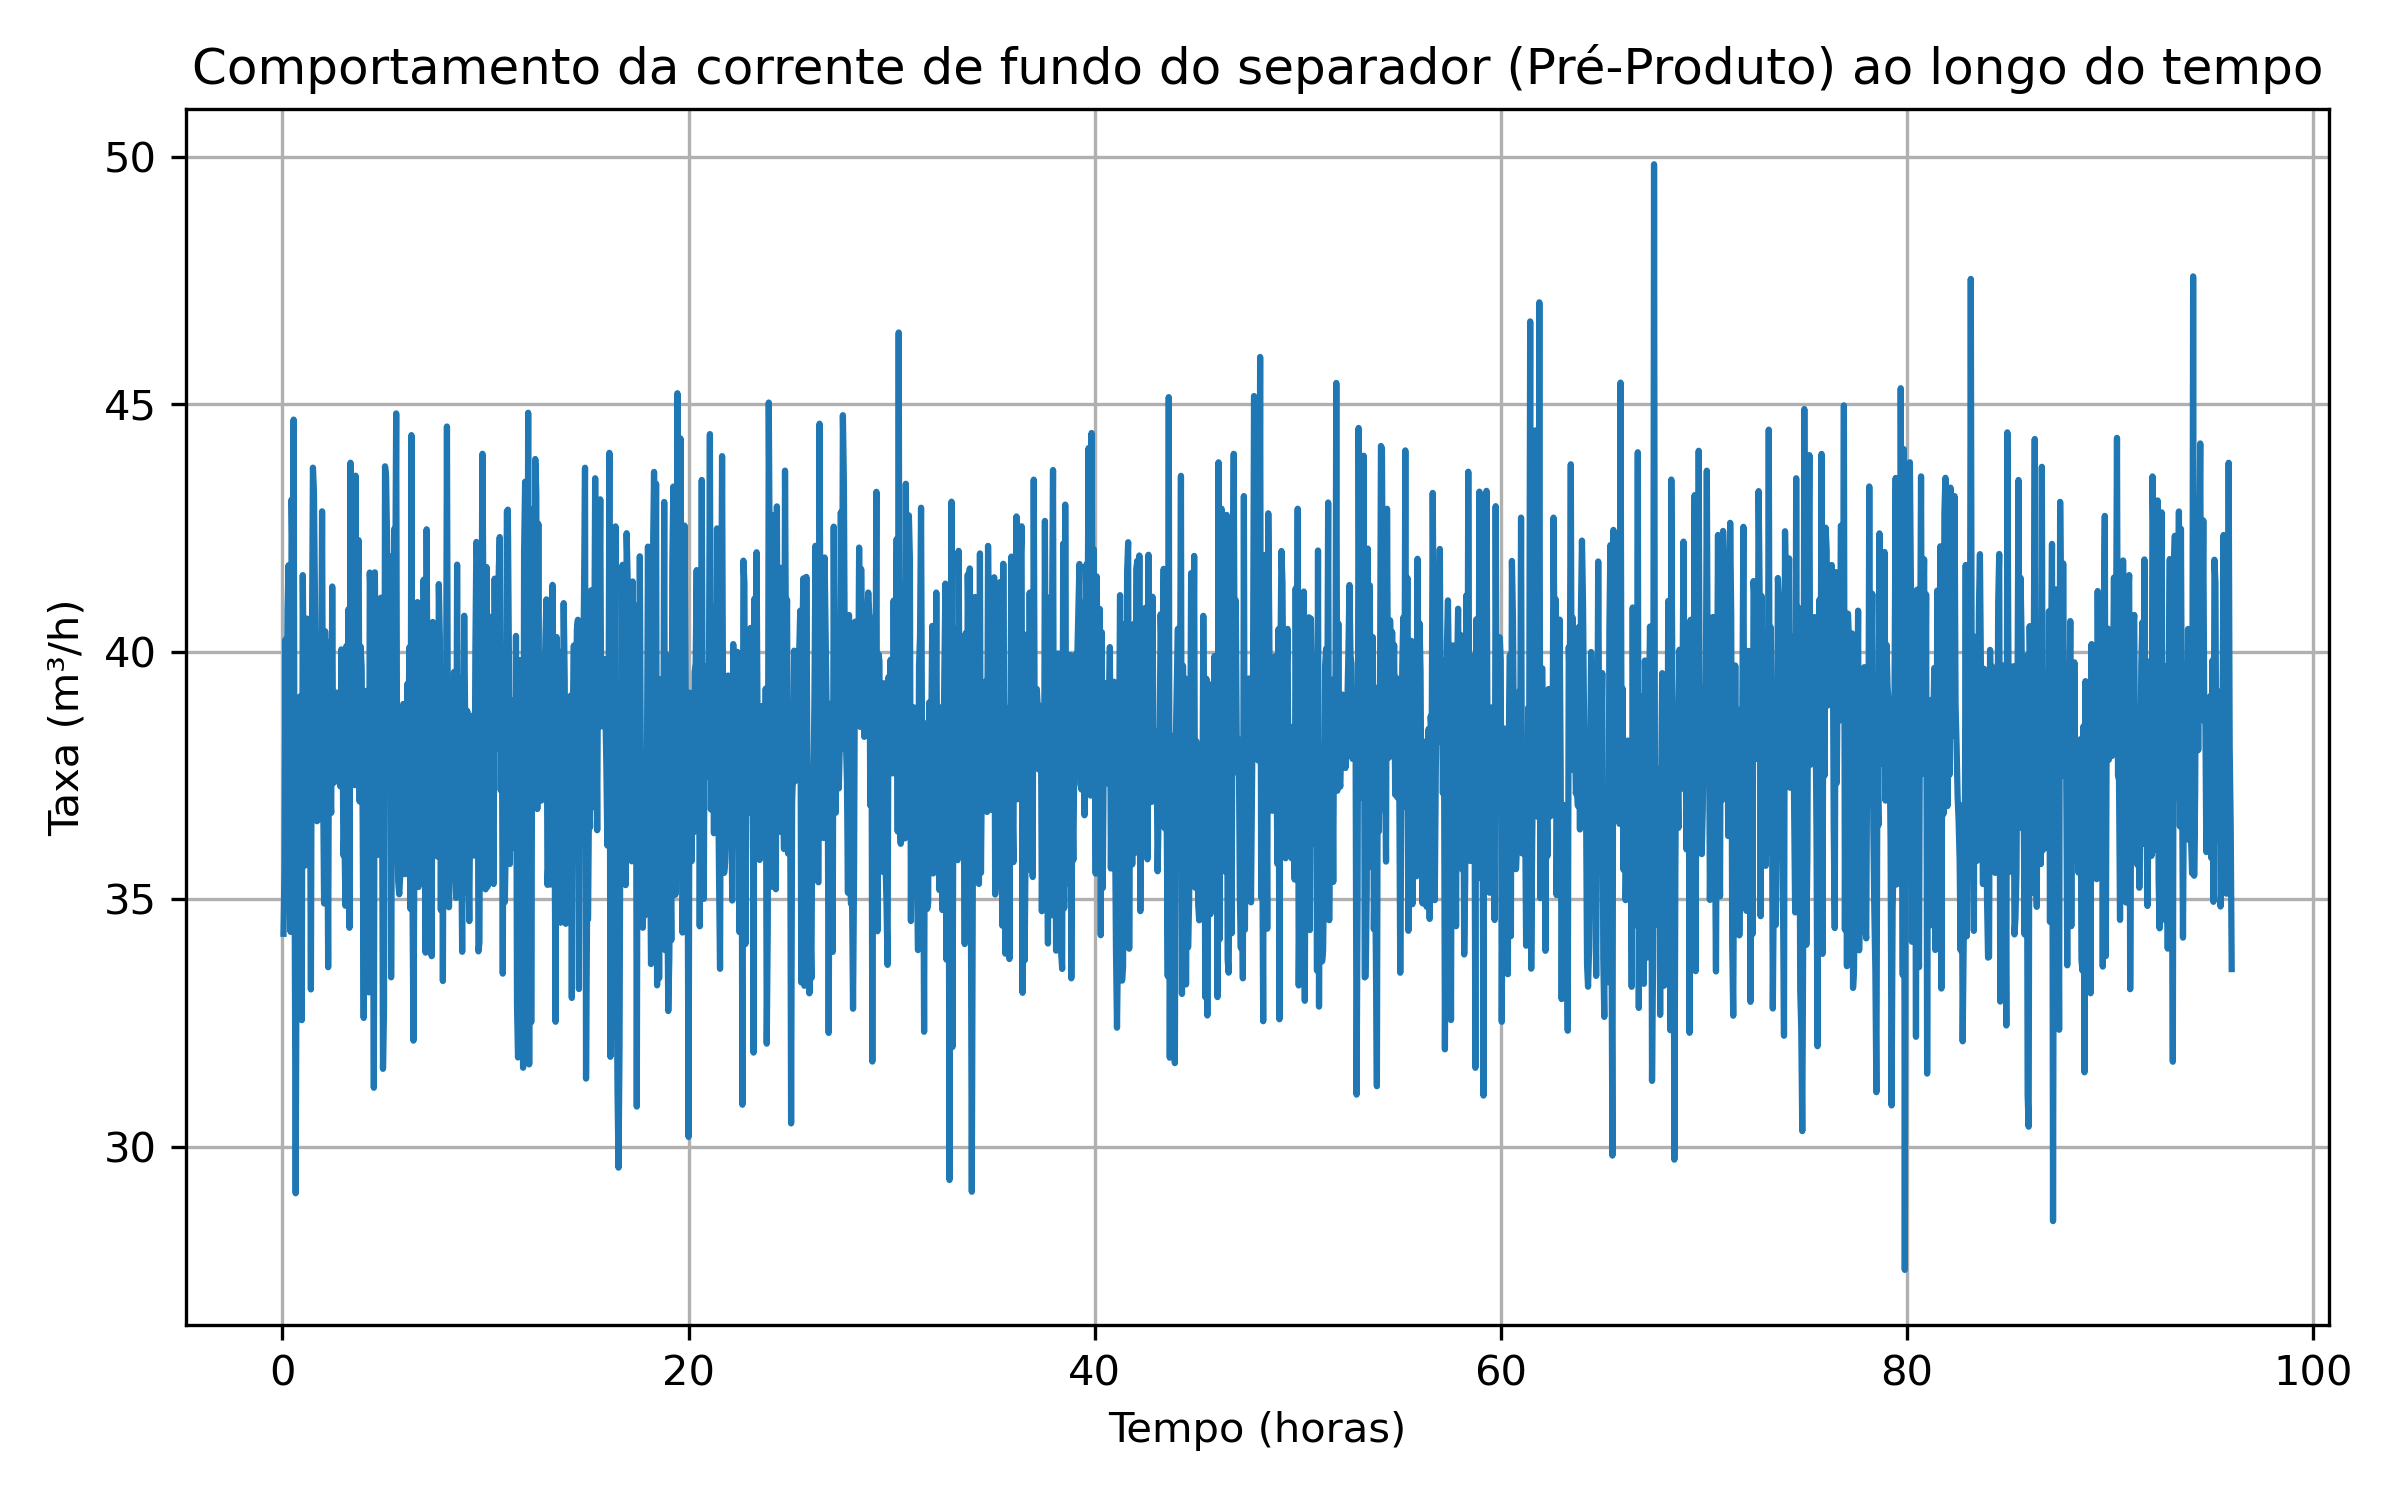 Comportamento da corrente de fundo do separador (Pré-Produto) ao longo do tempo
50
45
40
35
30
Taxa (m³/h)
0 20 40 60 80 100
Tempo (horas)